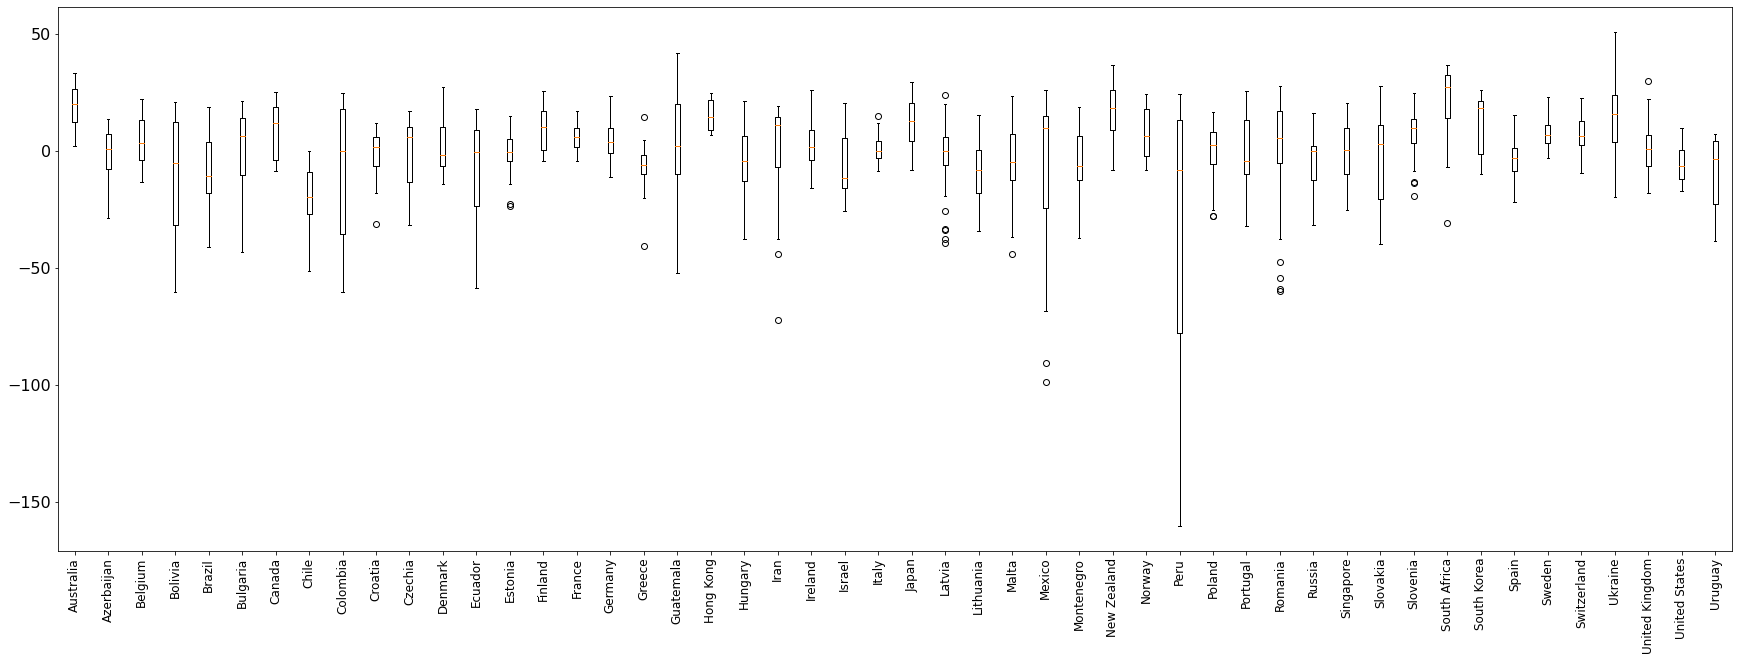 50
0
−50
−100
−150
Australia
Azerbaijan
Belgium
Bolivia
Brazil
Bulgaria
Canada
Chile
Colombia
Croatia
Czechia
Denmark
Ecuador
Estonia
Finland
France
Germany
Greece
Guatemala
Hong Kong
Hungary
Iran
Ireland
Israel
Italy
Japan
Latvia
Lithuania
Malta
Mexico
Montenegro
New Zealand
Norway
Peru
Poland
Portugal
Romania
Russia
Singapore
Slovakia
Slovenia
South Africa
South Korea
Spain
Sweden
Switzerland
Ukraine
United Kingdom
United States
Uruguay